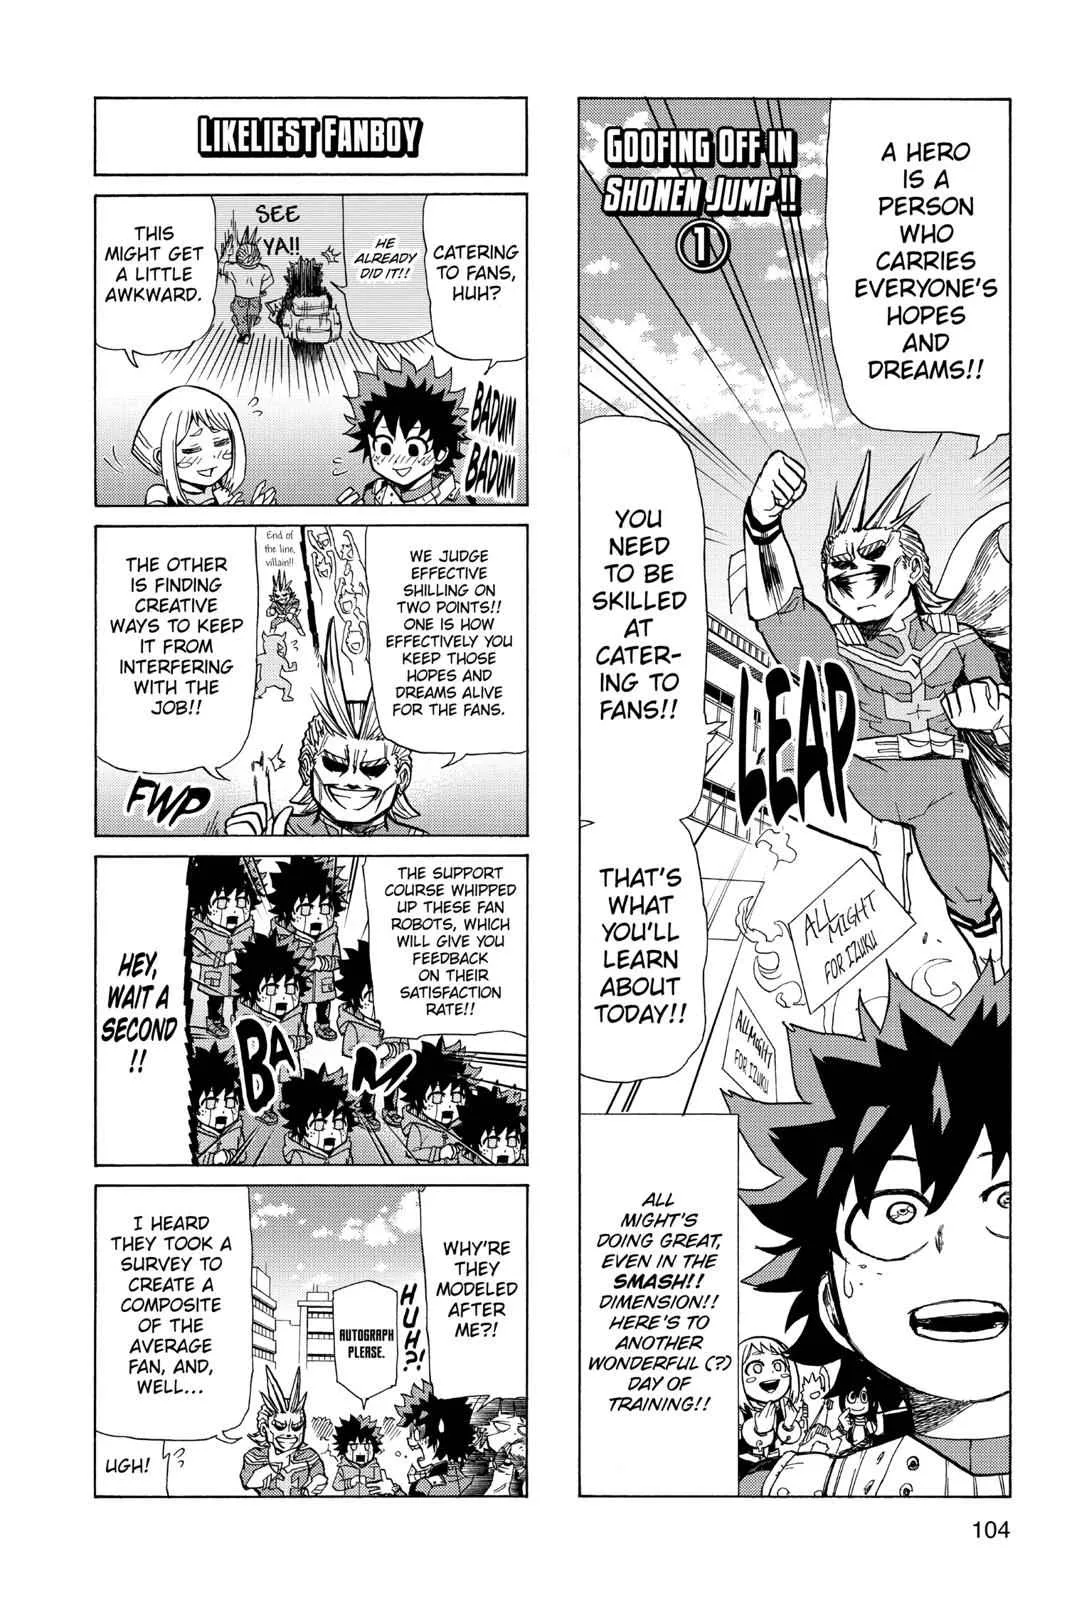 GOOFING OFF IN
SHONEN JUMP!!
1
A HERO
IS A
PERSON
WHO
CARRIES
EVERYONE'S
HOPES
AND
DREAMS!!
YOU
NEED
TO BE
SKILLED
AT
CATER-
ING TO
FANS!!
LEAP
THAT'S
WHAT
YOU'LL
LEARN
ABOUT
TODAY!!
ALL
MIGHT
FOR IZUKU
ALL MIGHT
FOR IZUKU
ALL
MIGHT'S
DOING GREAT,
EVEN IN THE
SMASH!!
DIMENSION!!
HERE'S TO
ANOTHER
WONDERFUL (?)
DAY OF
TRAINING!!
LIKELIEST FANBOY
CATERING
TO FANS,
HUH?
HE
ALREADY
DID IT!!
SEE
YA!!
THIS
MIGHT GET
A LITTLE
AWKWARD.
BADUM
BADUM
WE JUDGE
EFFECTIVE
SHILLING ON
TWO POINTS!!
ONE IS HOW
EFFECTIVELY YOU
KEEP THOSE
HOPES AND
DREAMS ALIVE
FOR THE FANS.
End of
the line,
villain!!
THE OTHER
IS FINDING
CREATIVE
WAYS TO KEEP
IT FROM
INTERFERING
WITH THE
JOB!!
FWP
THE SUPPORT
COURSE WHIPPED
UP THESE FAN
ROBOTS, WHICH
WILL GIVE YOU
FEEDBACK
ON THEIR
SATISFACTION
RATE!!
BAM
HEY,
WAIT A
SECOND
!!
WHY'RE
THEY
MODELED
AFTER
ME?!
HUH?!
AUTOGRAPH
PLEASE.
I HEARD
THEY TOOK A
SURVEY TO
CREATE A
COMPOSITE
OF THE
AVERAGE
FAN, AND,
WELL...
UGH!
104